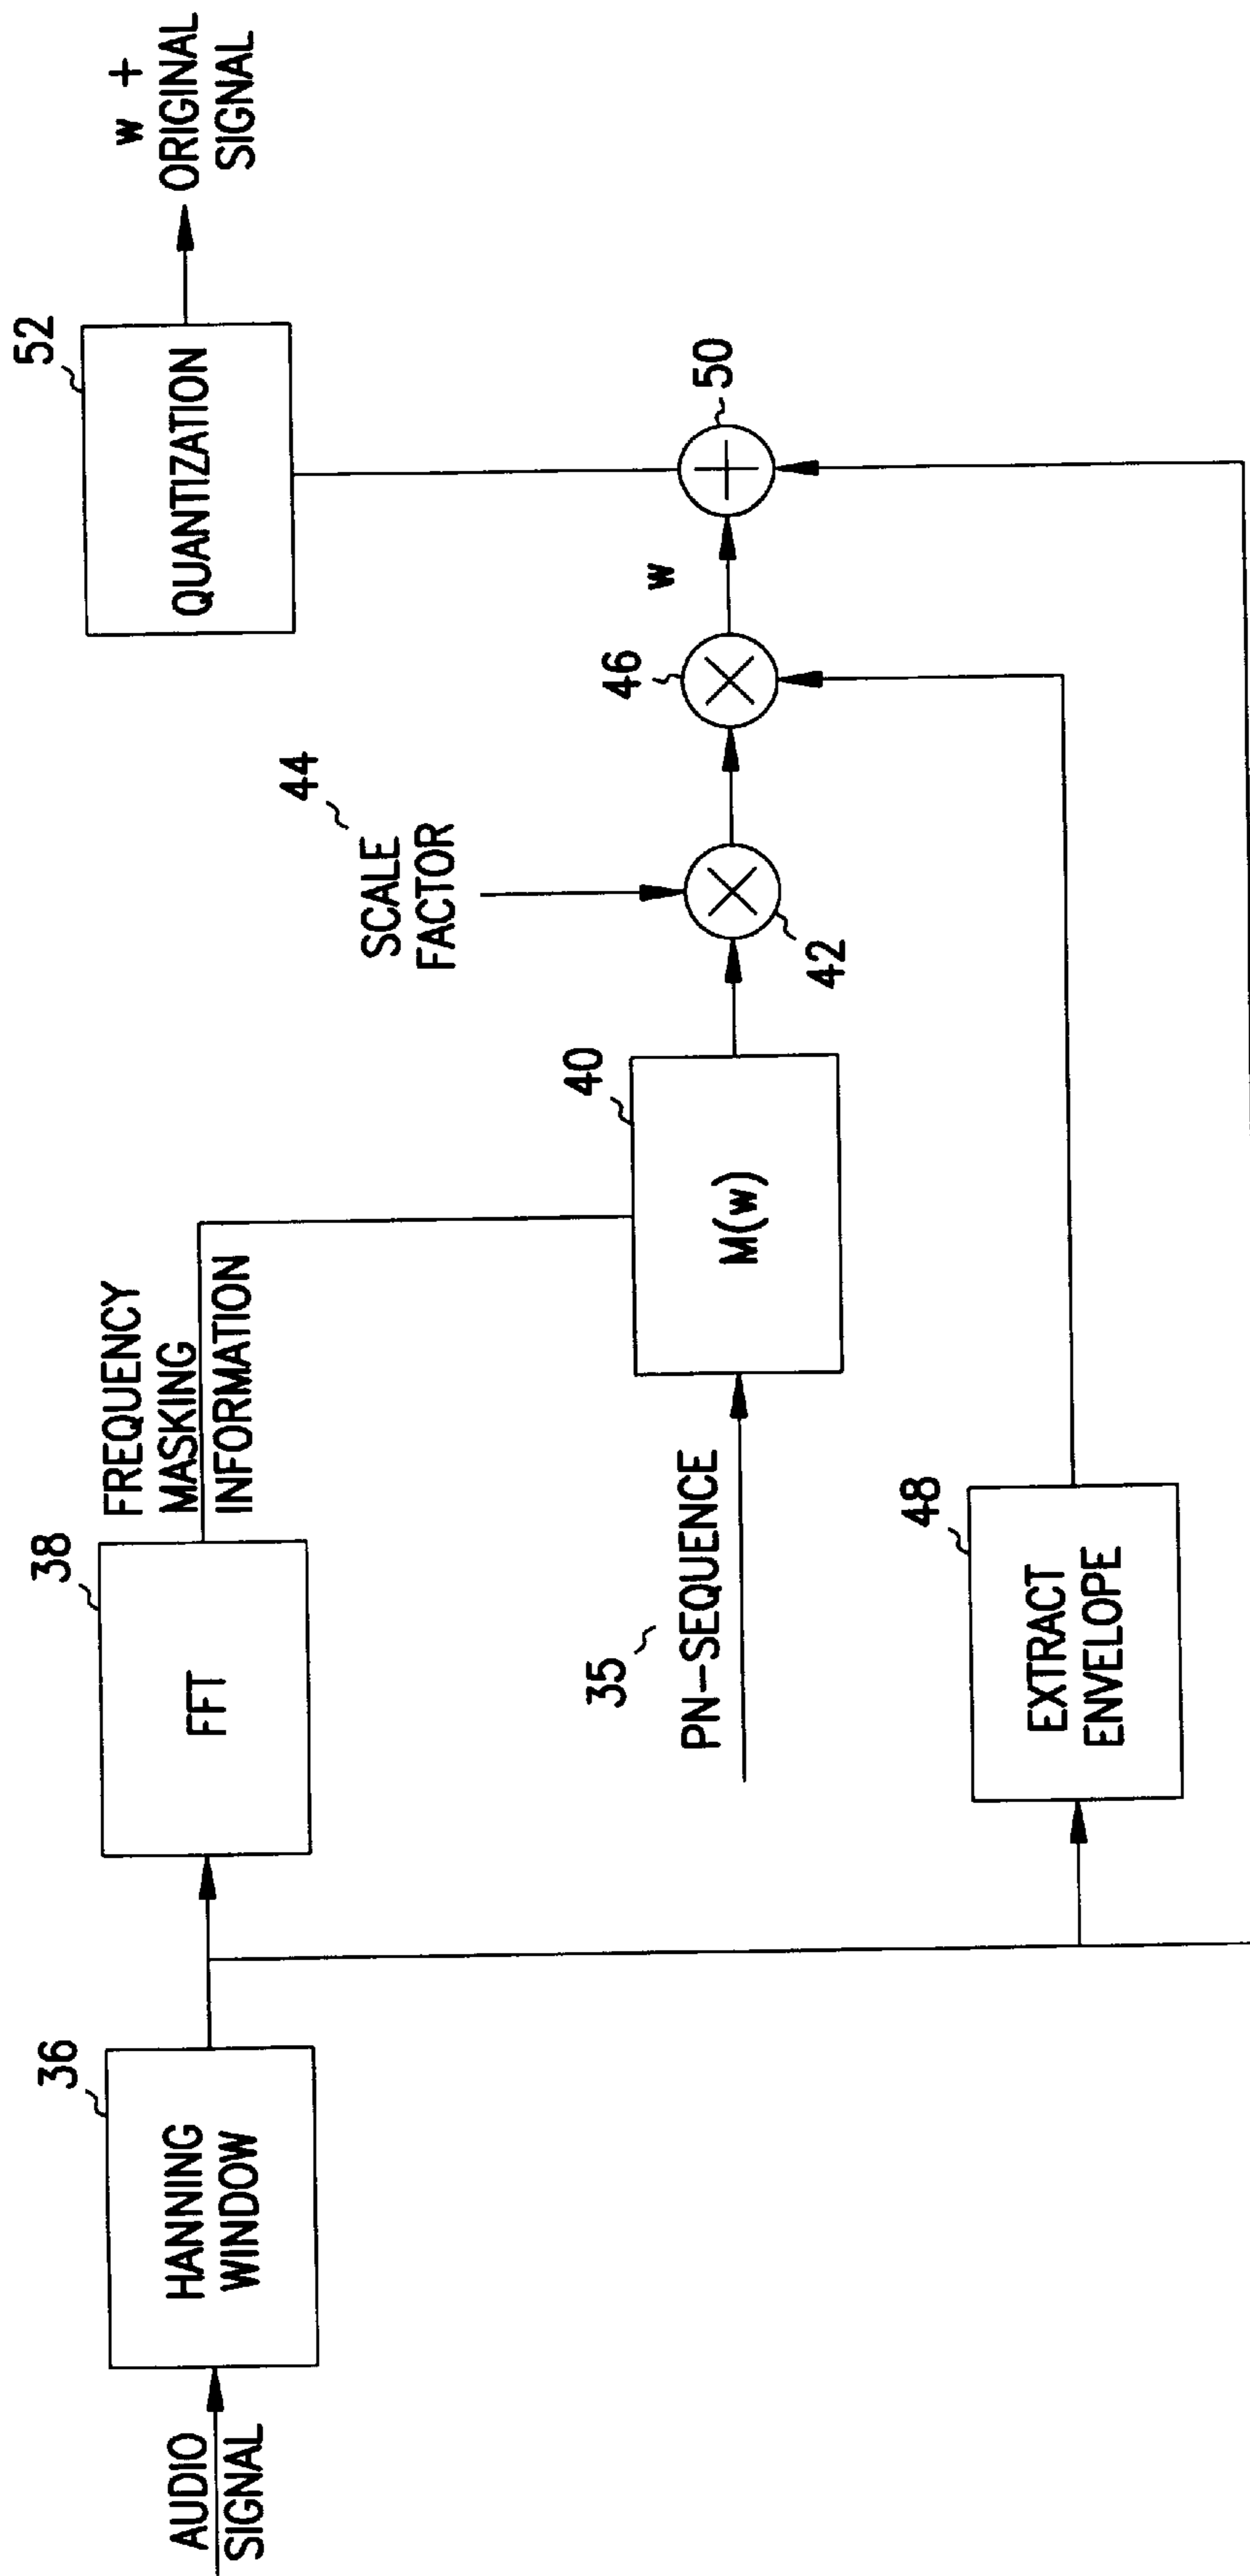 AUDIO
SIGNAL
36
HANNING
WINDOW
38
FFT
FREQUENCY
MASKING
INFORMATION
35
PN-SEQUENCE
40
M(w)
44
SCALE
FACTOR
42
46
w
50
52
QUANTIZATION
w +
ORIGINAL
SIGNAL
48
EXTRACT
ENVELOPE